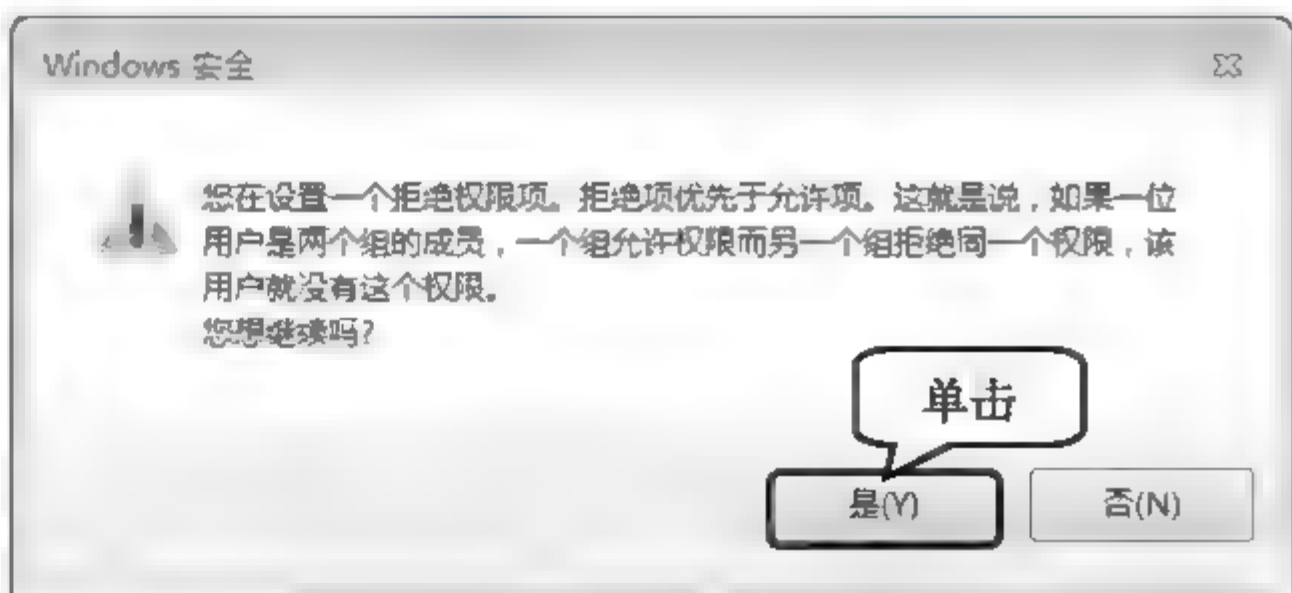 Windows 安全
您在设置一个拒绝权限项。拒绝项优先于允许项。这就是说，如果一位
用户是两个组的成员，一个组允许权限而另一个组拒绝同一个权限，该
用户就没有这个权限。
您想继续吗?
单击
是(Y)
否(N)